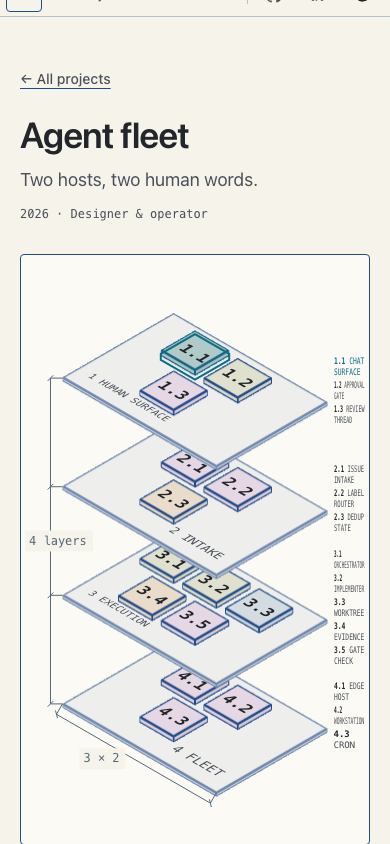 ← All projects
Agent fleet
Two hosts, two human words.
2026 · Designer & operator
1.1
1.2
1.3
1 HUMAN SURFACE
1.1 CHAT
SURFACE
1.2 APPROVAL
GATE
1.3 REVIEW
THREAD
2.1
2.2
2.3
2 INTAKE
2.1 ISSUE
INTAKE
2.2 LABEL
ROUTER
2.3 DEDUP
STATE
4 layers
3.1
3.2
3.3
3.4
3.5
3 EXECUTION
3.1
ORCHESTRATOR
3.2
IMPLEMENTER
3.3
WORKTREE
3.4
EVIDENCE
3.5 GATE
CHECK
4.1
4.2
4.3
4 FLEET
4.1 EDGE
HOST
4.2
WORKSTATION
4.3
CRON
3 × 2